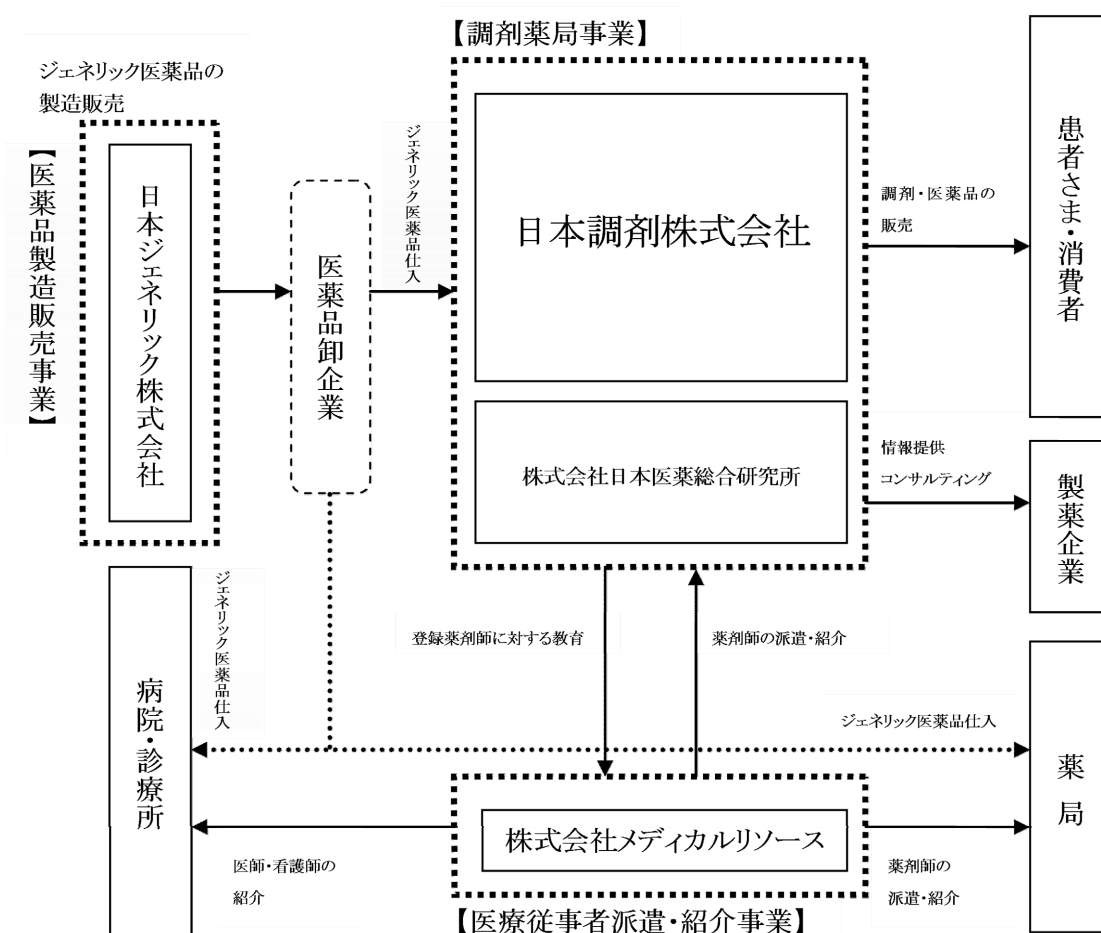 【調剤薬局事業】
ジェネリック医薬品の
製造販売
【医薬品製造販売事業】
日本ジェネリック株式会社
医薬品卸企業
ジェネリック医薬品仕入
日本調剤株式会社
株式会社日本医薬総合研究所
調剤・医薬品の
販売
患者さま・消費者
情報提供
コンサルティング
製薬企業
ジェネリック医薬品仕入
登録薬剤師に対する教育
薬剤師の派遣・紹介
病院・診療所
ジェネリック医薬品仕入
薬局
株式会社メディカルリソース
医師・看護師の
紹介
薬剤師の
派遣・紹介
【医療従事者派遣・紹介事業】